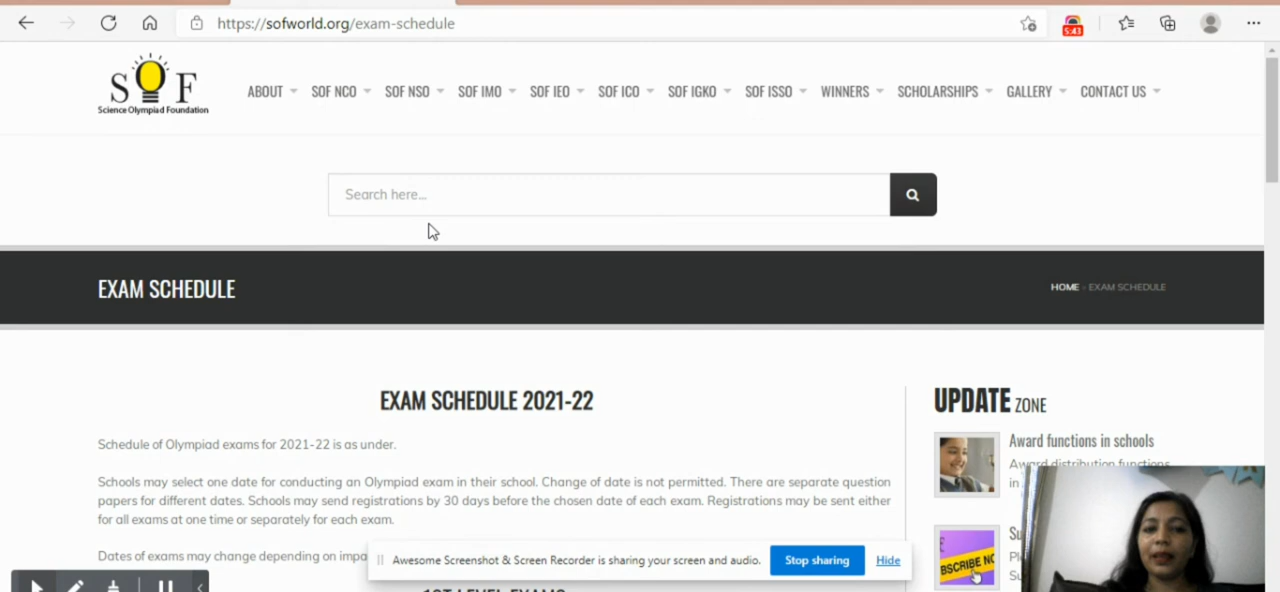 https://sofworld.org/exam-schedule
5:43
S O F
Science Olympiad Foundation
ABOUT SOF NCO SOF NSO SOF IMO SOF IEO SOF ICO SOF IGKO SOF ISSO WINNERS SCHOLARSHIPS GALLERY CONTACT US
Search here...
EXAM SCHEDULE
HOME » EXAM SCHEDULE
EXAM SCHEDULE 2021-22
Schedule of Olympiad exams for 2021-22 is as under.
Schools may select one date for conducting an Olympiad exam in their school. Change of date is not permitted. There are separate question
papers for different dates. Schools may send registrations by 30 days before the chosen date of each exam. Registrations may be sent either
for all exams at one time or separately for each exam.
Dates of exams may change depending on
1ST LEVEL EXAMS
UPDATE ZONE
Award functions in schools
Award distribution functions
in
Awesome Screenshot & Screen Recorder is sharing your screen and audio.
Stop sharing
Hide